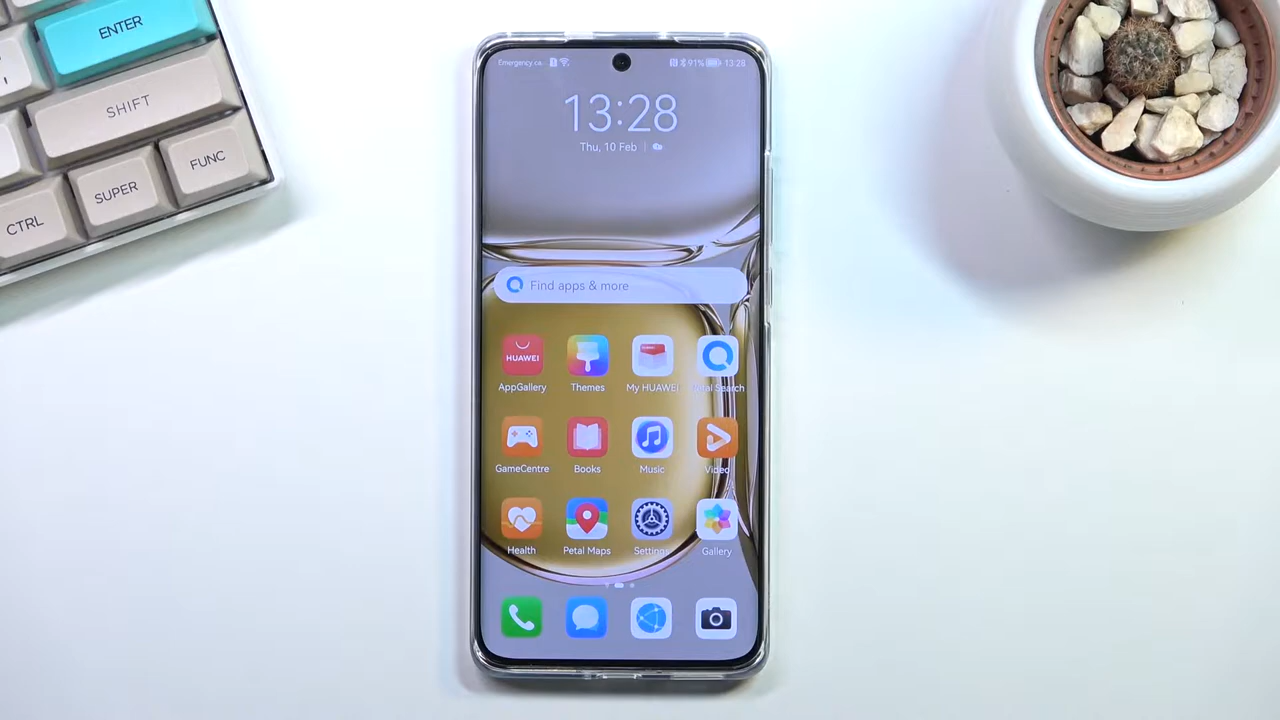 ENTER
SHIFT
FUNC
SUPER
CTRL
Emergency ca.
91%
13:28
13:28
Thu, 10 Feb
Find apps & more
HUAWEI
AppGallery
Themes
My HUAWEI
Petal Search
GameCentre
Books
Music
Video
Health
Petal Maps
Settings
Gallery